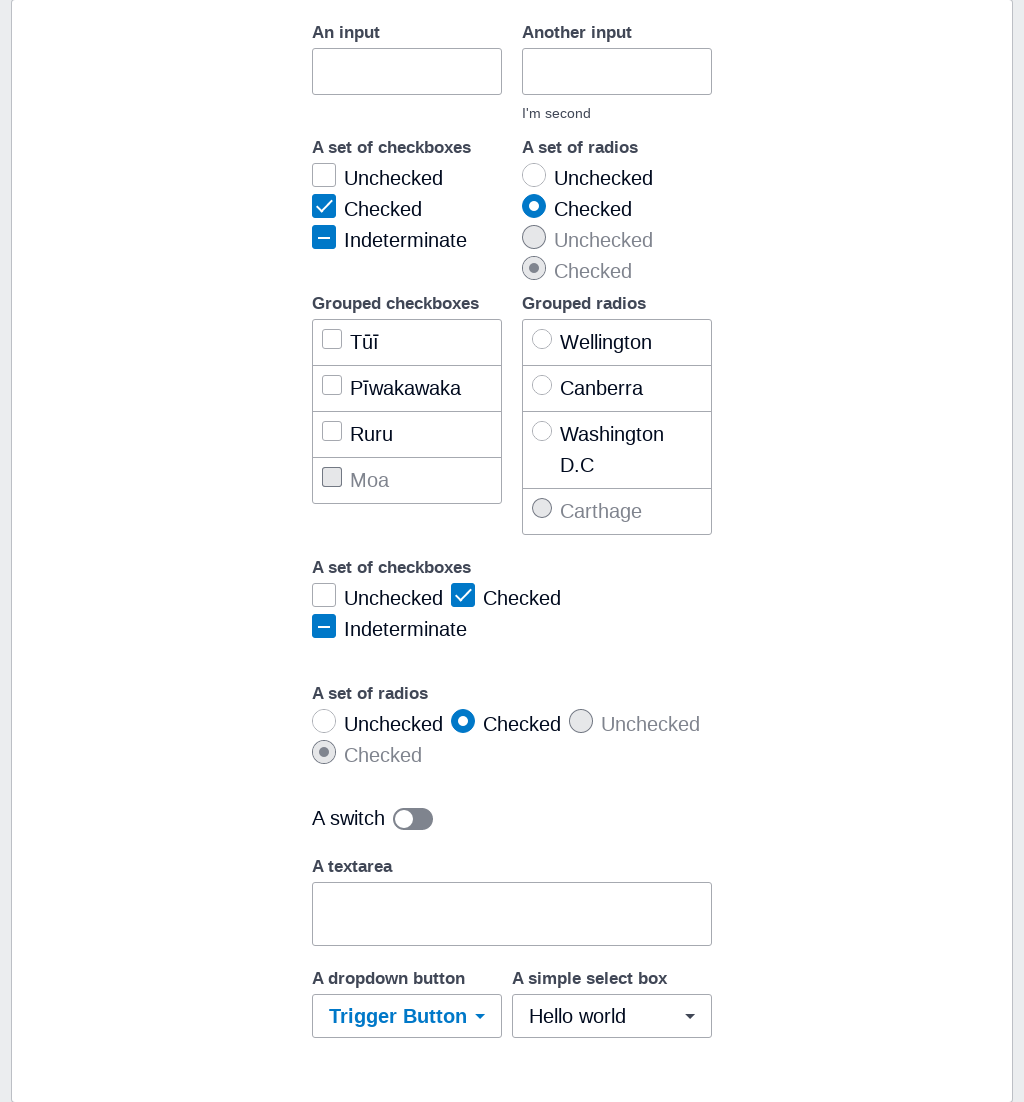 An input
Another input
I'm second
A set of checkboxes
Unchecked
Checked
Indeterminate
A set of radios
Unchecked
Checked
Unchecked
Checked
Grouped checkboxes
Tūī
Pīwakawaka
Ruru
Moa
Grouped radios
Wellington
Canberra
Washington
D.C
Carthage
A set of checkboxes
Unchecked Checked
Indeterminate
A set of radios
Unchecked Checked Unchecked
Checked
A switch
A textarea
A dropdown button
Trigger Button
A simple select box
Hello world